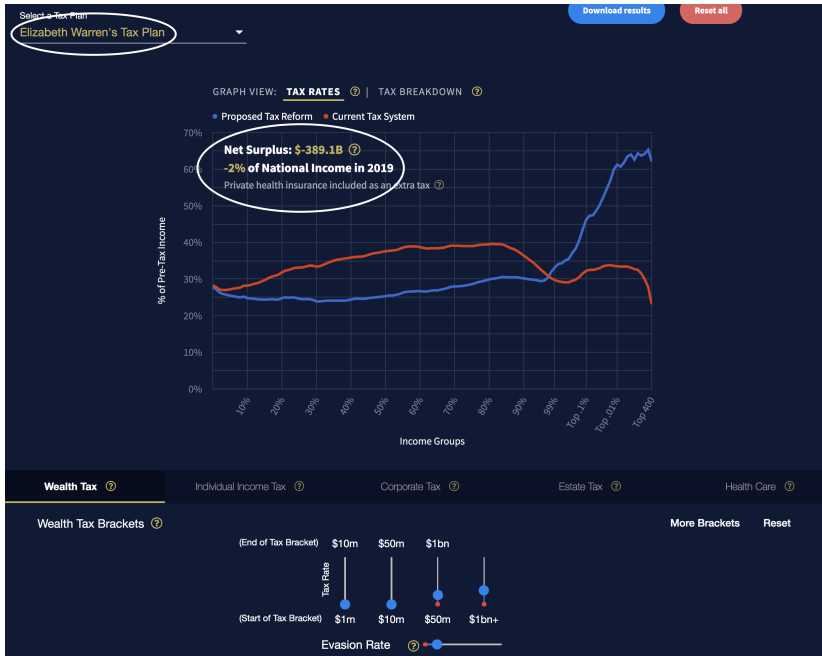 Select a Tax Plan
Download results
Reset all
Elizabeth Warren's Tax Plan
GRAPH VIEW: TAX RATES ? | TAX BREAKDOWN ?
Proposed Tax Reform Current Tax System
70%
Net Surplus: $-389.1B ?
60%
-2% of National Income in 2019
Private health insurance included as an extra tax ?
50%
40%
30%
20%
10%
0%
% of Pre-Tax Income
10% 20% 30% 40% 50% 60% 70% 80% 90% 99% Top .1% Top .01% Top 400
Income Groups
Wealth Tax ? Individual Income Tax ? Corporate Tax ? Estate Tax ? Health Care ?
Wealth Tax Brackets ? More Brackets Reset
(End of Tax Bracket) $10m $50m $1bn
Tax Rate
(Start of Tax Bracket) $1m $10m $50m $1bn+
Evasion Rate ?